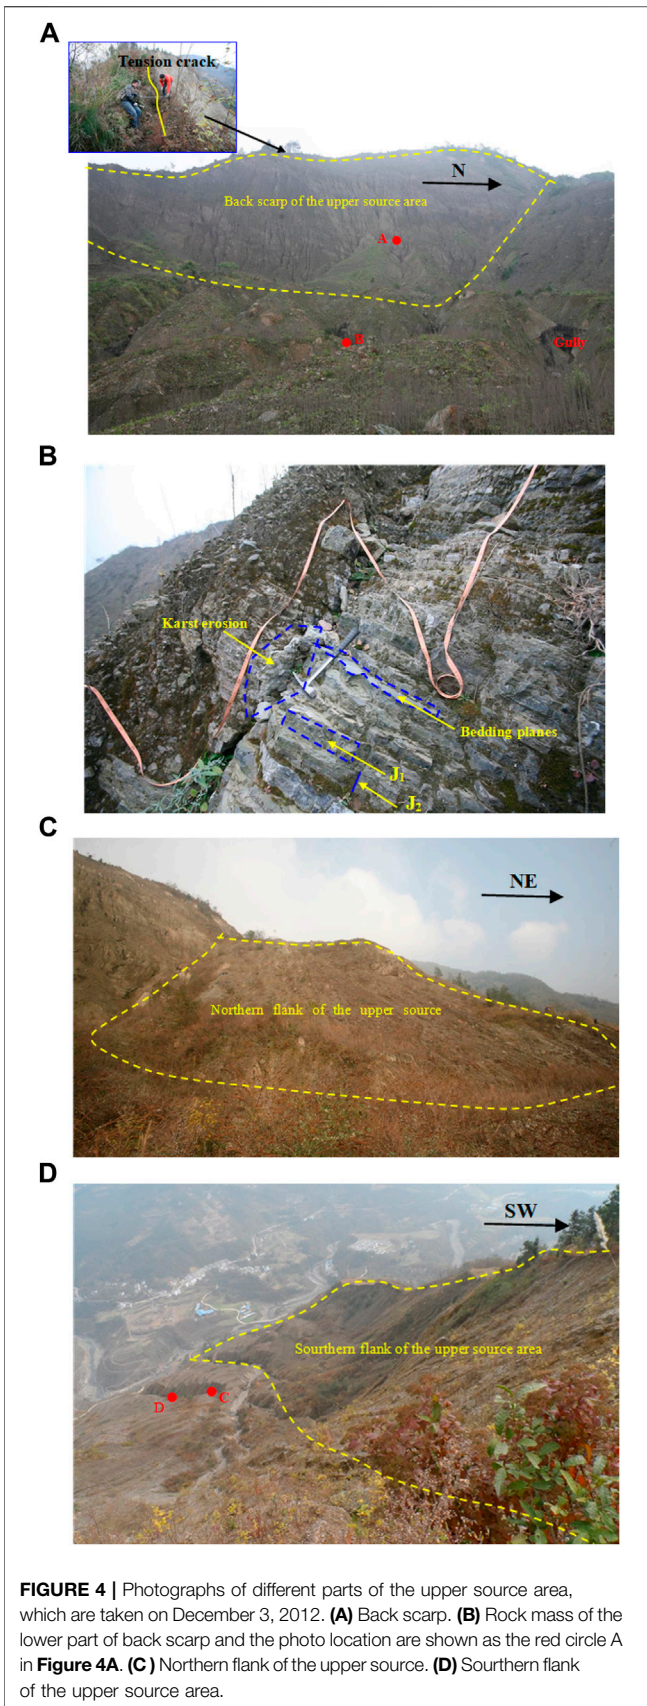 A
Tension crack
N
Back scarp of the upper source area
A
B
Gully
B
Karst erosion
Bedding planes
J₁
J₂
C
NE
Northern flank of the upper source
D
SW
Sourthern flank of the upper source area
D
C
FIGURE 4 | Photographs of different parts of the upper source area,
which are taken on December 3, 2012. (A) Back scarp. (B) Rock mass of the
lower part of back scarp and the photo location are shown as the red circle A
in Figure 4A. (C ) Northern flank of the upper source. (D) Sourthern flank
of the upper source area.